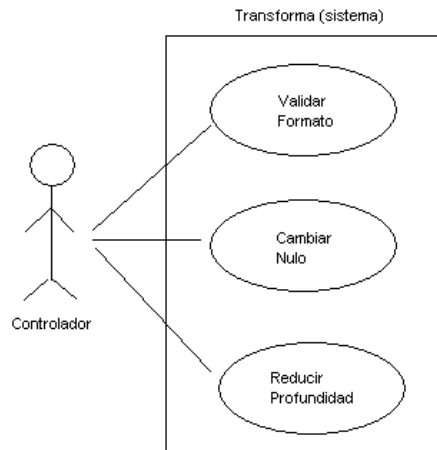 Transforma (sistema)
Validar
Formato
Cambiar
Nulo
Controlador
Reducir
Profundidad